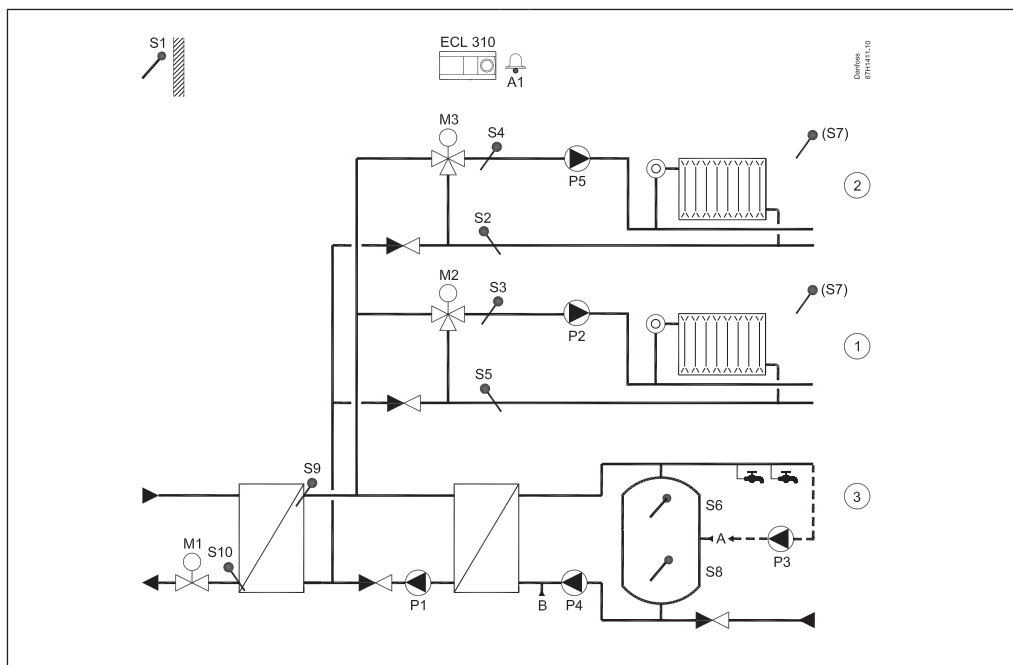 S1
ECL 310
A1
Danfoss
87H1411.10
M3
S4
(S7)
P5
2
S2
M2
S3
(S7)
P2
1
S5
S9
S6
3
A
P3
M1
S10
S8
P1
B
P4